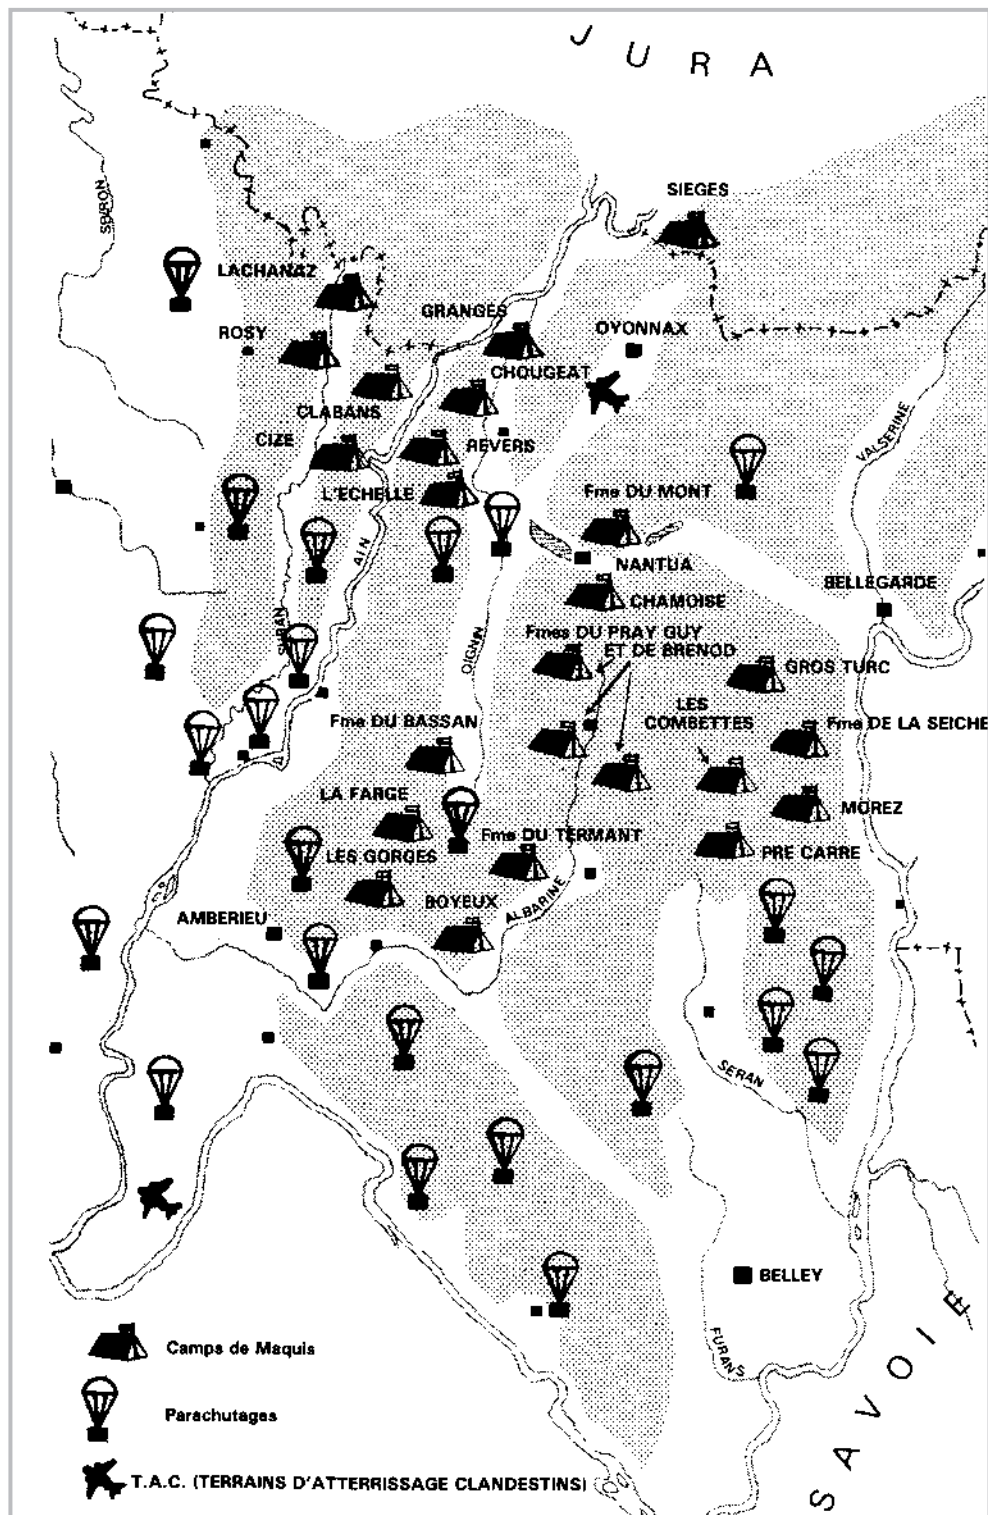 JURA
SIEGES
SEVRON
LACHANAZ
GRANGES
ROSY
OYONNAX
CHOUGEAT
CLABANS
VALSERINE
CIZE
REVERS
L'ECHELLE
Fme DU MONT
AIN
NANTUA
BELLEGARDE
CHAMOISE
SURAN
OIGNIN
Fmes DU PRAY GUY
ET DE BRENOD
GROS TURC
LES
COMBETTES
Fme DU BASSAN
Fme DE LA SEICHE
LA FARGE
MOREZ
Fme DU TERMANT
LES GORGES
PRE CARRE
BOYEUX
ALBARINE
AMBERIEU
SERAN
BELLEY
FURANS
SAVOIE
Camps de Maquis
Parachutages
T.A.C. (TERRAINS D'ATTERRISSAGE CLANDESTINS)